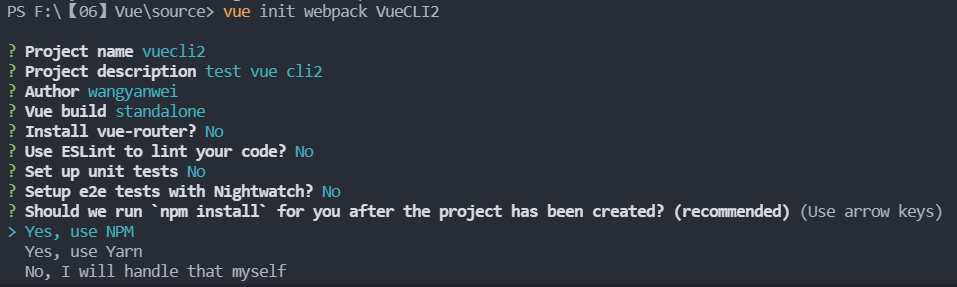 PS F:\【06】Vue\source> vue init webpack VueCLI2
? Project name vuecli2
? Project description test vue cli2
? Author wangyanwei
? Vue build standalone
? Install vue-router? No
? Use ESLint to lint your code? No
? Set up unit tests No
? Setup e2e tests with Nightwatch? No
? Should we run `npm install` for you after the project has been created? (recommended) (Use arrow keys)
> Yes, use NPM
Yes, use Yarn
No, I will handle that myself